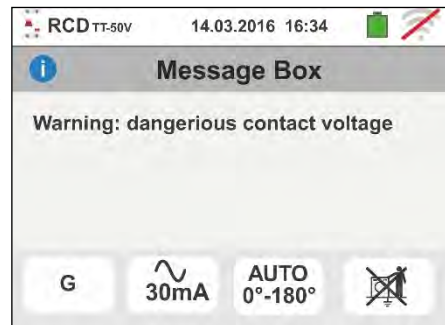 RCD TT-50V 14.03.2016 16:34
Message Box
Warning: dangerious contact voltage
G 30mA AUTO
0°-180°